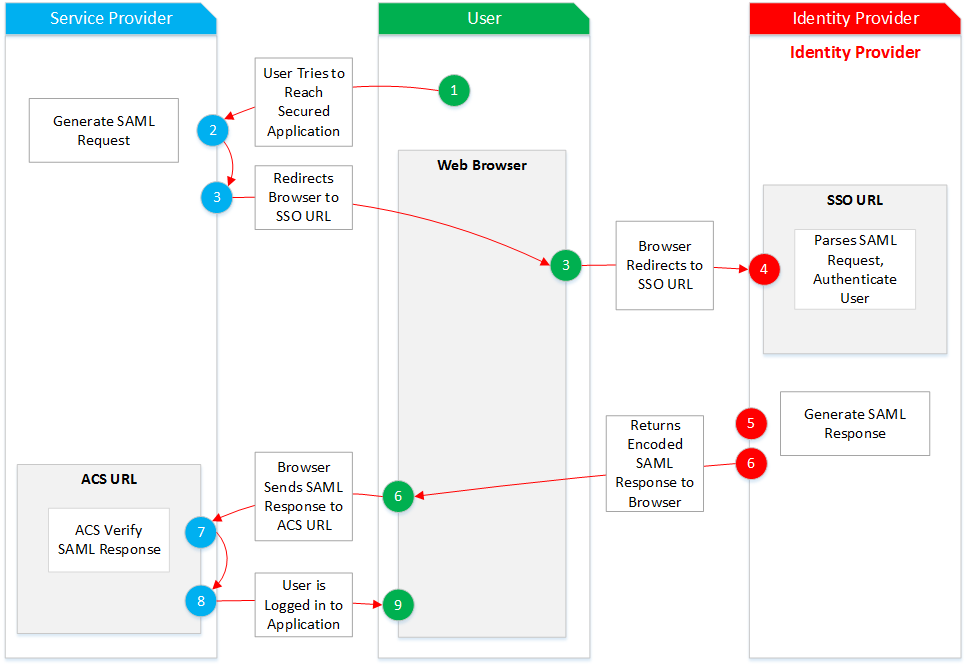 Service Provider
User
Identity Provider
Identity Provider
User Tries to
Reach
Secured
Application
1
Generate SAML
Request
2
Web Browser
Redirects
Browser to
SSO URL
3
SSO URL
Parses SAML
Request,
Authenticate
User
Browser
Redirects to
SSO URL
3
4
Generate SAML
Response
5
Returns
Encoded
SAML
Response to
Browser
6
ACS URL
Browser
Sends SAML
Response to
ACS URL
6
ACS Verify
SAML Response
7
User is
Logged in to
Application
8
9